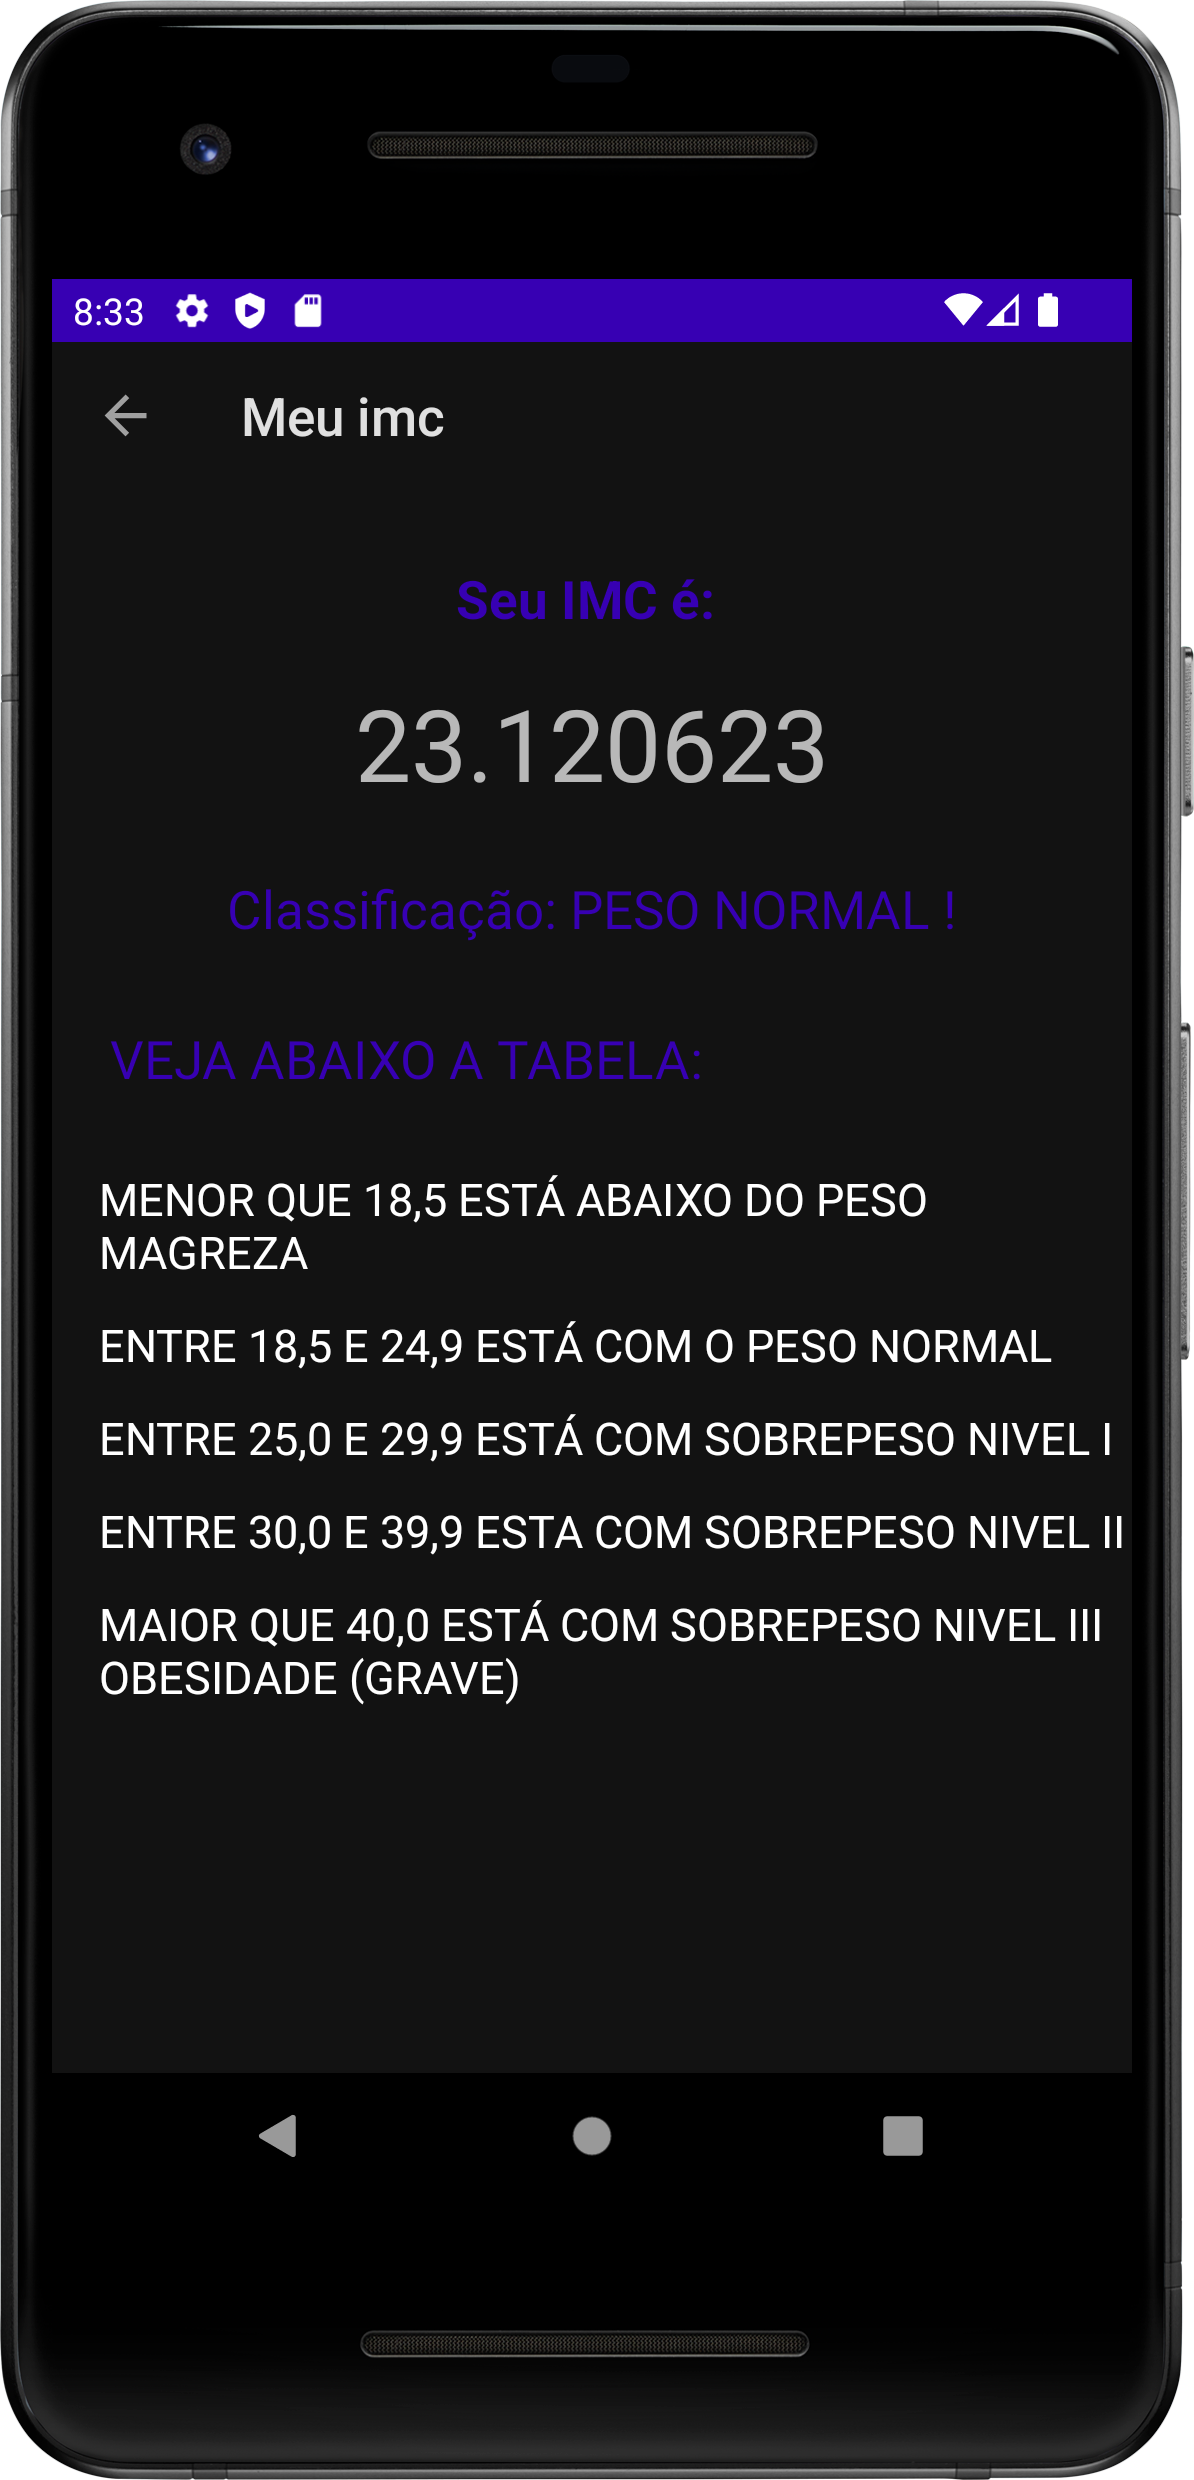 8:33
Meu imc
Seu IMC é:
23.120623
Classificação: PESO NORMAL !
VEJA ABAIXO A TABELA:
MENOR QUE 18,5 ESTÁ ABAIXO DO PESO
MAGREZA
ENTRE 18,5 E 24,9 ESTÁ COM O PESO NORMAL
ENTRE 25,0 E 29,9 ESTÁ COM SOBREPESO NIVEL I
ENTRE 30,0 E 39,9 ESTA COM SOBREPESO NIVEL II
MAIOR QUE 40,0 ESTÁ COM SOBREPESO NIVEL III
OBESIDADE (GRAVE)